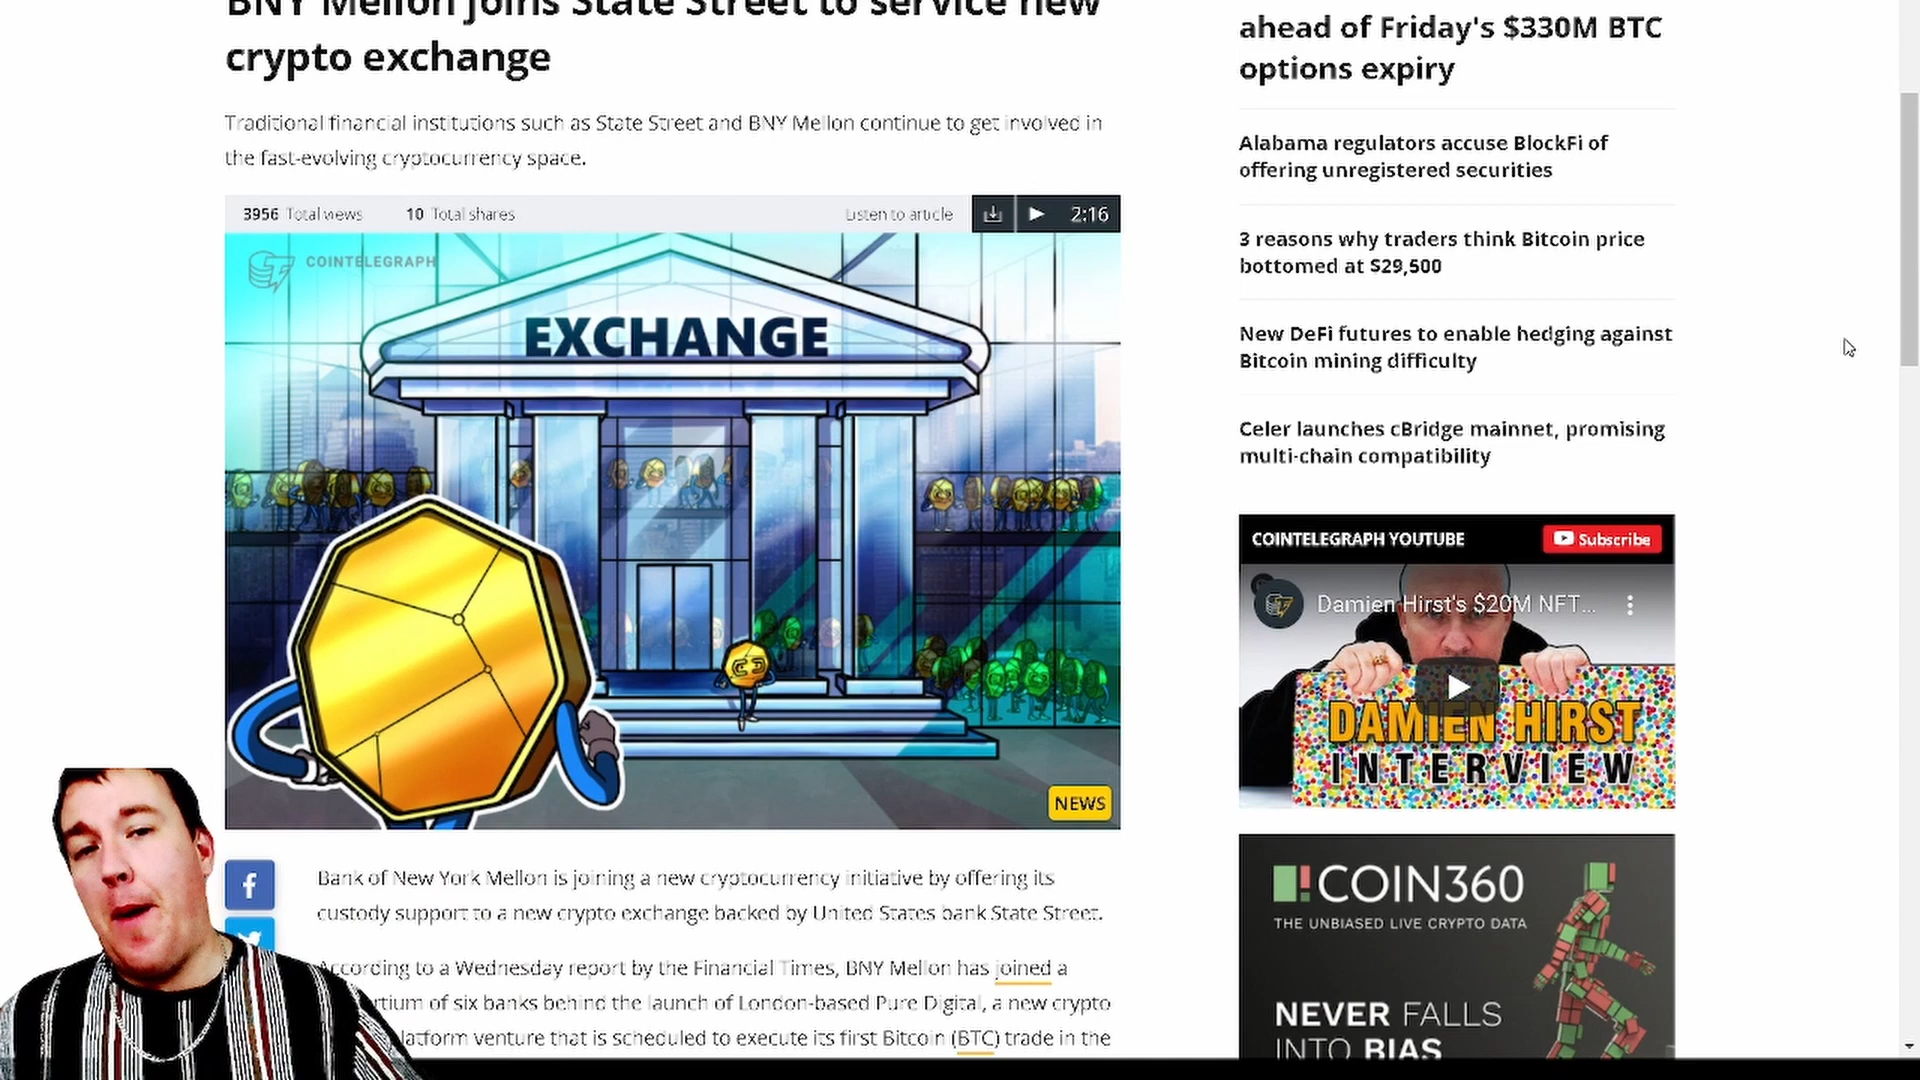 BNY Mellon joins State Street to service new
crypto exchange
Traditional financial institutions such as State Street and BNY Mellon continue to get involved in
the fast-evolving cryptocurrency space.
3956 Total views 10 Total shares Listen to article 2:16
COINTELEGRAPH
EXCHANGE
NEWS
f
Bank of New York Mellon is joining a new cryptocurrency initiative by offering its
custody support to a new crypto exchange backed by United States bank State Street.
According to a Wednesday report by the Financial Times, BNY Mellon has joined a
of six banks behind the launch of London-based Pure Digital, a new crypto
venture that is scheduled to execute its first Bitcoin (BTC) trade in the
ahead of Friday's $330M BTC
options expiry
Alabama regulators accuse BlockFi of
offering unregistered securities
3 reasons why traders think Bitcoin price
bottomed at $29,500
New DeFi futures to enable hedging against
Bitcoin mining difficulty
Celer launches cBridge mainnet, promising
multi-chain compatibility
COINTELEGRAPH YOUTUBE Subscribe
Damien Hirst's $20M NFT...
DAMIEN HIRST
INTERVIEW
COIN360
THE UNBIASED LIVE CRYPTO DATA
NEVER FALLS
INTO BIAS